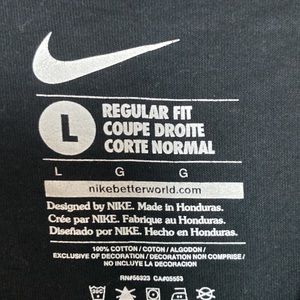 L
REGULAR FIT
COUPE DROITE
CORTE NORMAL
L G G
nikebetterworld.com
Designed by NIKE. Made in Honduras.
Crée par NIKE. Fabrique au Honduras.
Diseñado por NIKE. Hecho en Honduras.
100% COTTON / COTON / ALGODON /
EXCLUSIVE OF DECORATION / DECORATION NON COMPRISE /
NO INCLUYE LA DECORACION
RN#56323 CA#05553